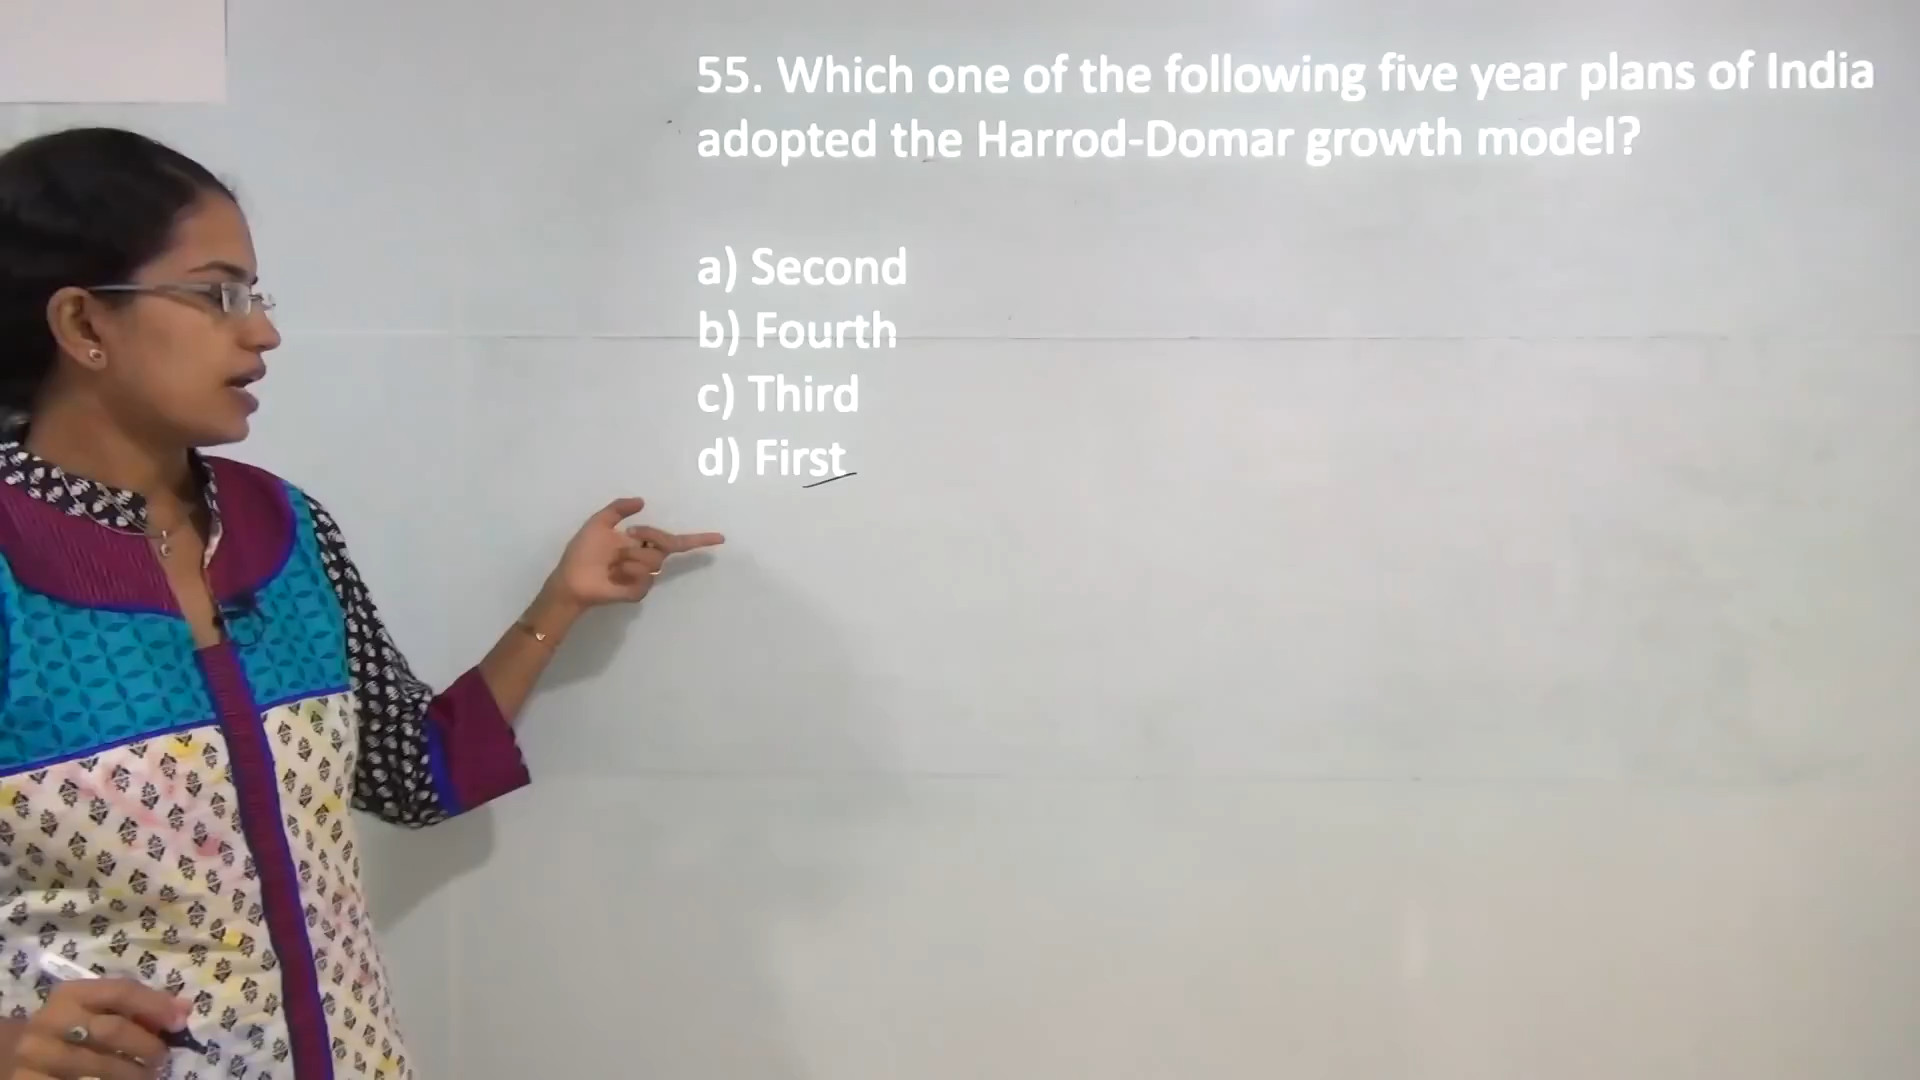 55. Which one of the following five year plans of India
adopted the Harrod-Domar growth model?
a) Second
b) Fourth
c) Third
d) First